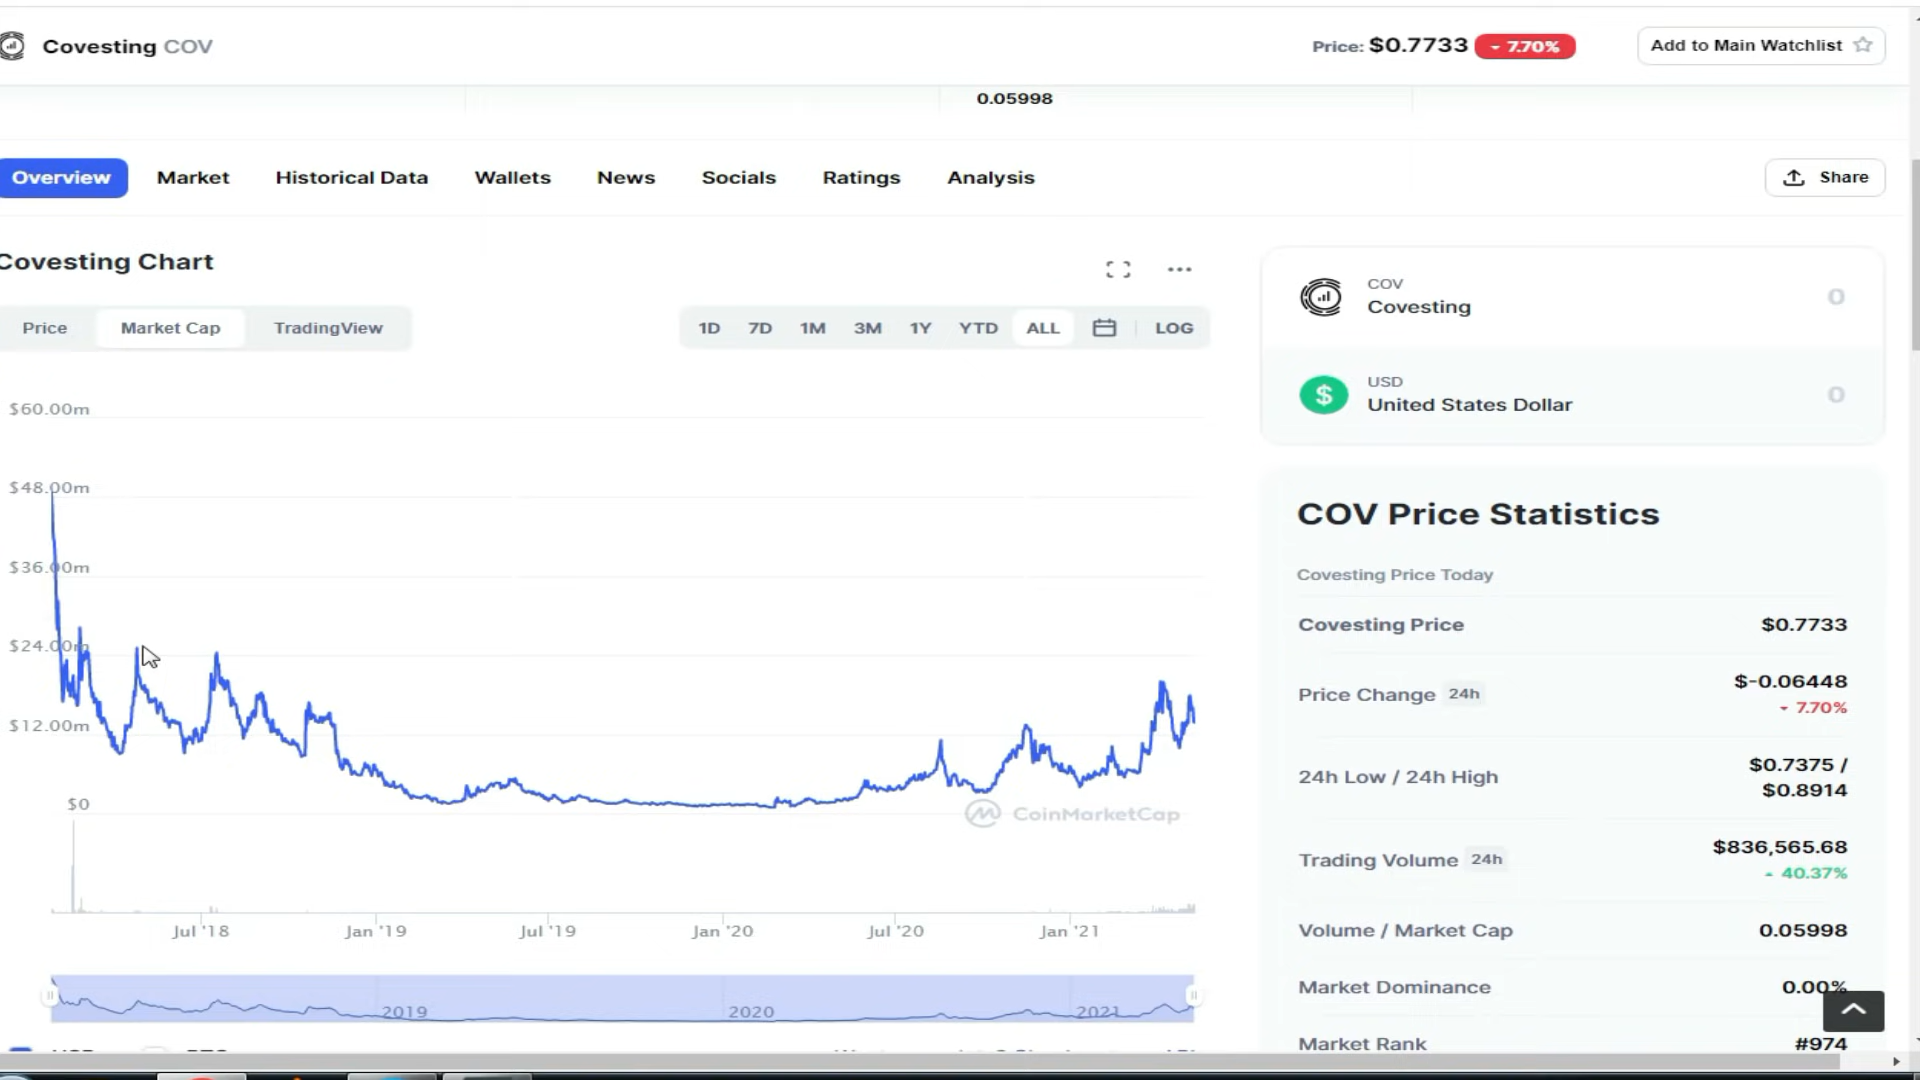 Covesting COV
Price: $0.7733 7.70%
Add to Main Watchlist
0.05998
Overview Market Historical Data Wallets News Socials Ratings Analysis
Share
Covesting Chart
Price Market Cap TradingView
1D 7D 1M 3M 1Y YTD ALL LOG
COV
Covesting
0
USD
United States Dollar
0
$60.00m
$48.00m
$36.00m
$24.00m
$12.00m
$0
CoinMarketCap
Jul '18 Jan '19 Jul '19 Jan '20 Jul '20 Jan '21
2019 2020 2021
COV Price Statistics
Covesting Price Today
Covesting Price $0.7733
Price Change 24h $-0.06448
7.70%
24h Low / 24h High $0.7375 /
$0.8914
Trading Volume 24h $836,565.68
40.37%
Volume / Market Cap 0.05998
Market Dominance 0.00%
Market Rank #974